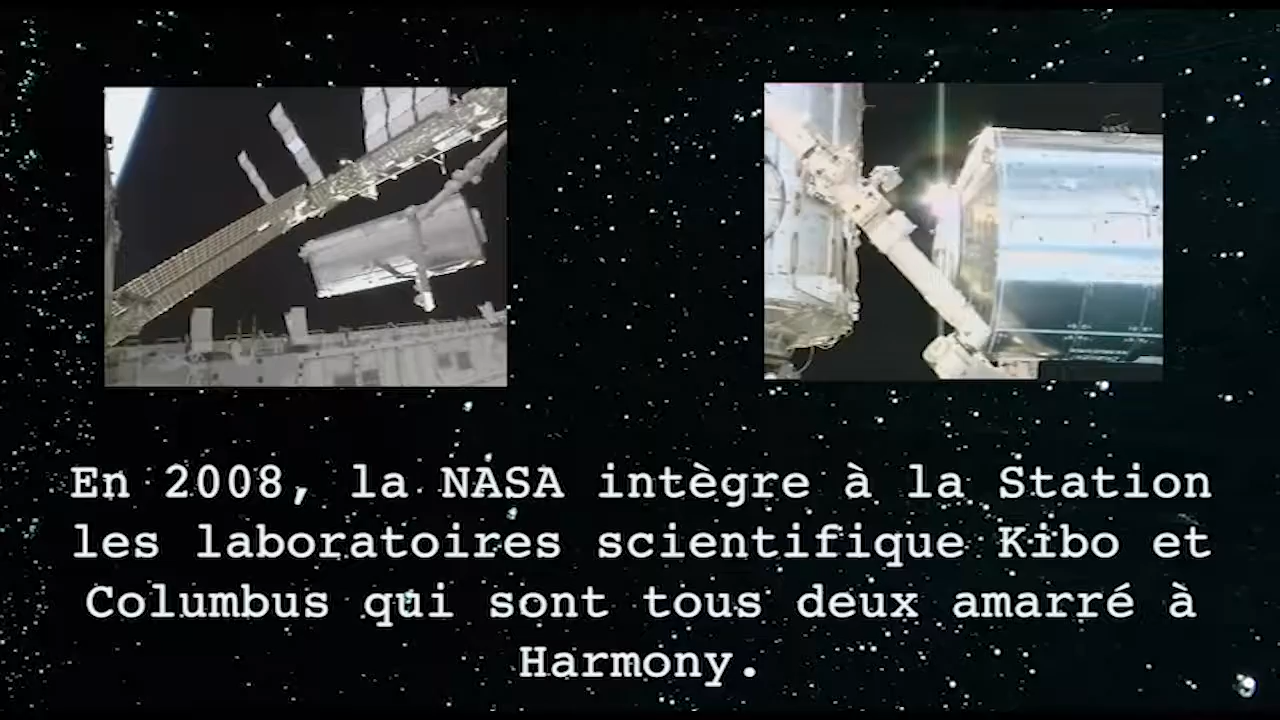 En 2008, la NASA intègre à la Station
les laboratoires scientifique Kibo et
Columbus qui sont tous deux amarré à
Harmony.